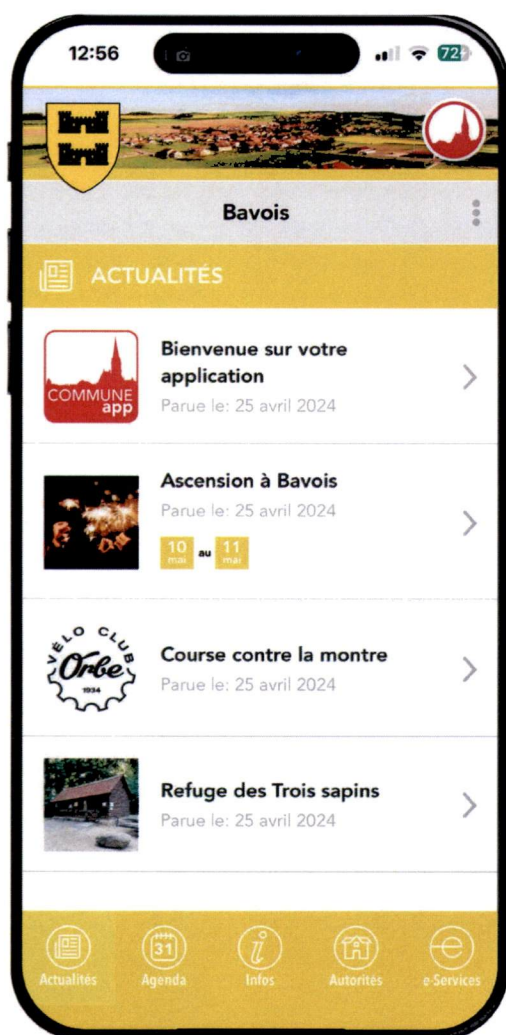 12:56
72
Bavois
ACTUALITÉS
COMMUNE
app
Bienvenue sur votre
application
Parue le: 25 avril 2024
Ascension à Bavois
Parue le: 25 avril 2024
10
mai
au
11
mai
VÉLO CLUB
Orbe
1934
Course contre la montre
Parue le: 25 avril 2024
Refuge des Trois sapins
Parue le: 25 avril 2024
31
i
e
Actualités
Agenda
Infos
Autorités
e-Services